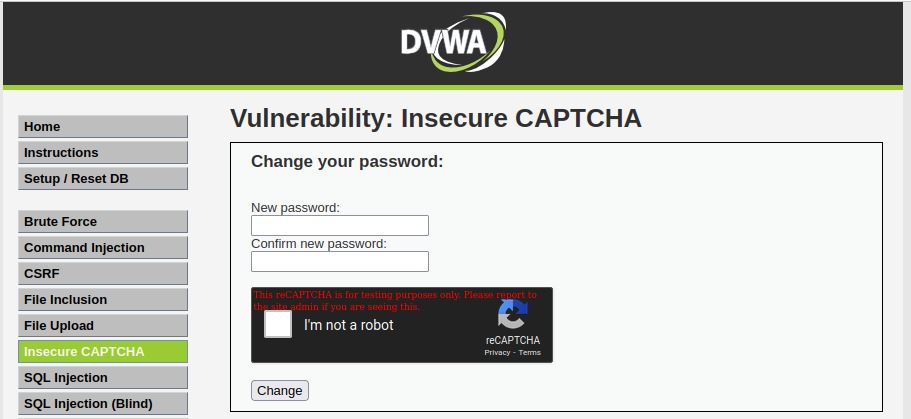 DVWA
Home
Instructions
Setup / Reset DB
Brute Force
Command Injection
CSRF
File Inclusion
File Upload
Insecure CAPTCHA
SQL Injection
SQL Injection (Blind)
Vulnerability: Insecure CAPTCHA
Change your password:
New password:
Confirm new password:
This reCAPTCHA is for testing purposes only. Please report to
the site admin if you are seeing this.
I'm not a robot
reCAPTCHA
Privacy - Terms
Change